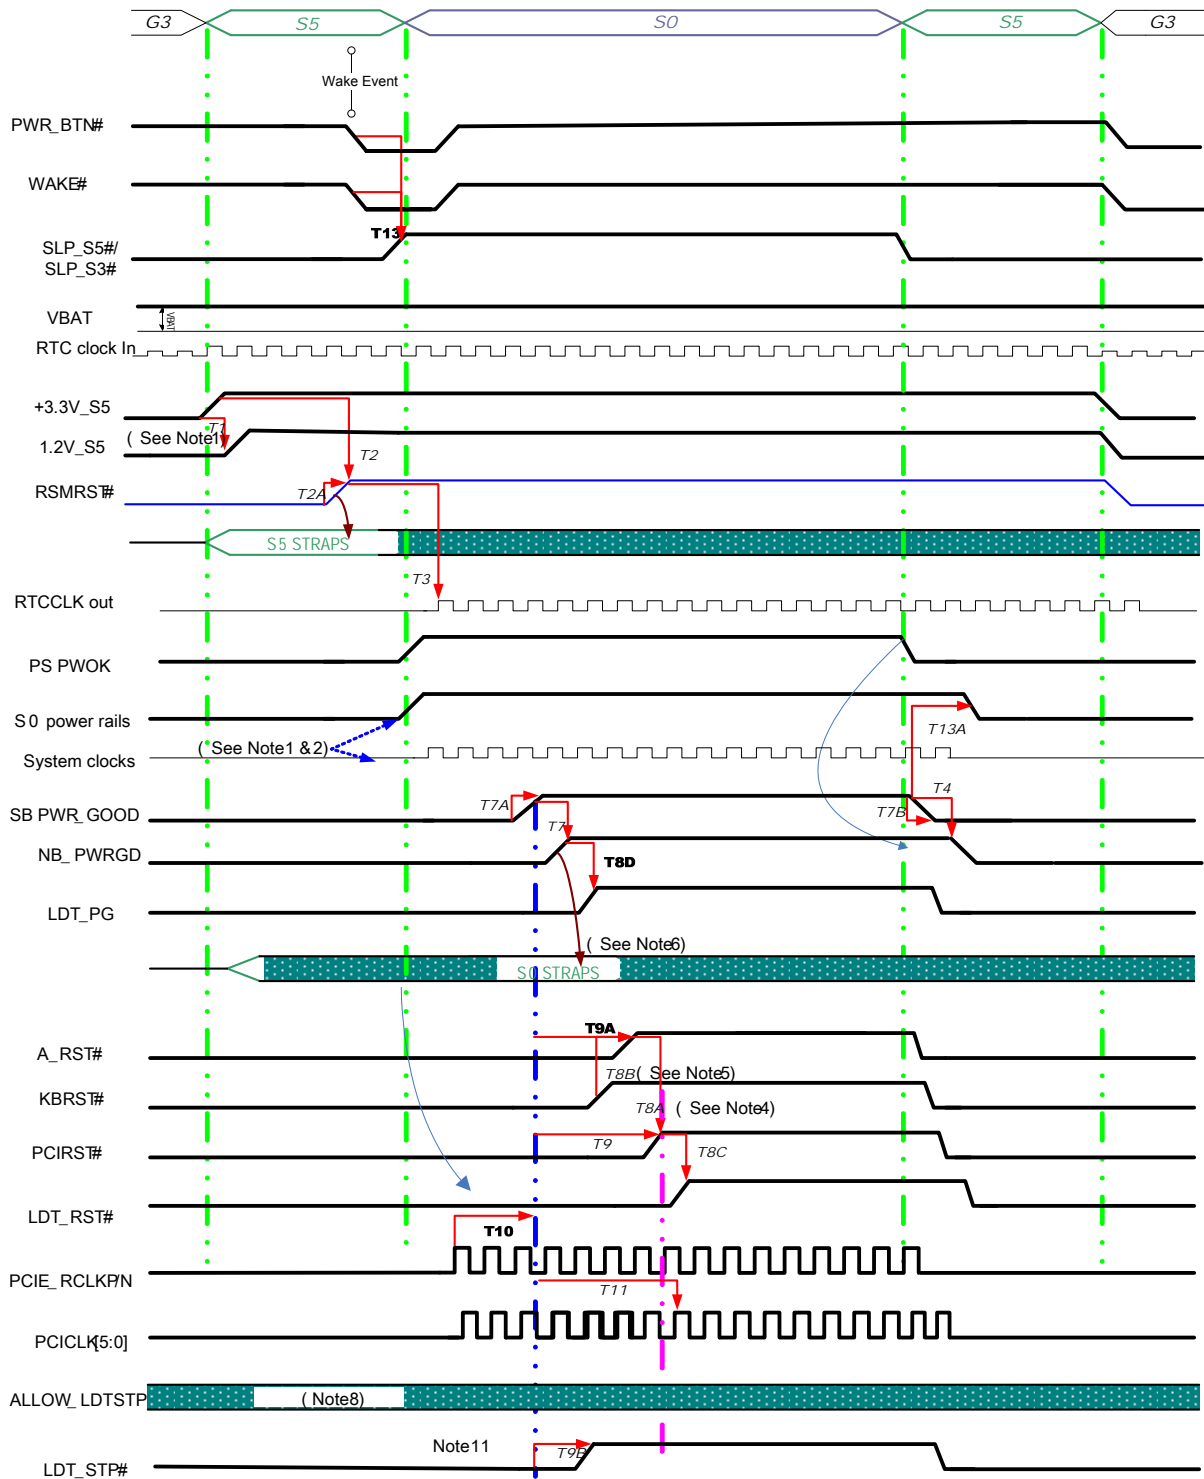 G3 S5 S0 S5 G3
Wake Event
PWR_BTN#
WAKE#
T13
SLP_S5#/
SLP_S3#
VBAT
VBAT
RTC clock In
+3.3V_S5
T1
( See Note1)
1.2V_S5
T2
RSMRST#
T2A
S5 STRAPS
T3
RTCCLK out
PS PWOK
S0 power rails
T13A
( See Note1 &2)
System clocks
T7A
T4
SB PWR_GOOD
T7B
T7
NB_PWRGD
T8D
LDT_PG
( See Note6)
S0 STRAPS
T9A
A_RST#
T8B( See Note5)
KBRST#
T8A ( See Note4)
PCIRST#
T9
T8C
LDT_RST#
T10
PCIE_RCLKP/N
T11
PCICLK[5:0]
ALLOW_LDTSTP
( Note8)
Note11
T9B
LDT_STP#